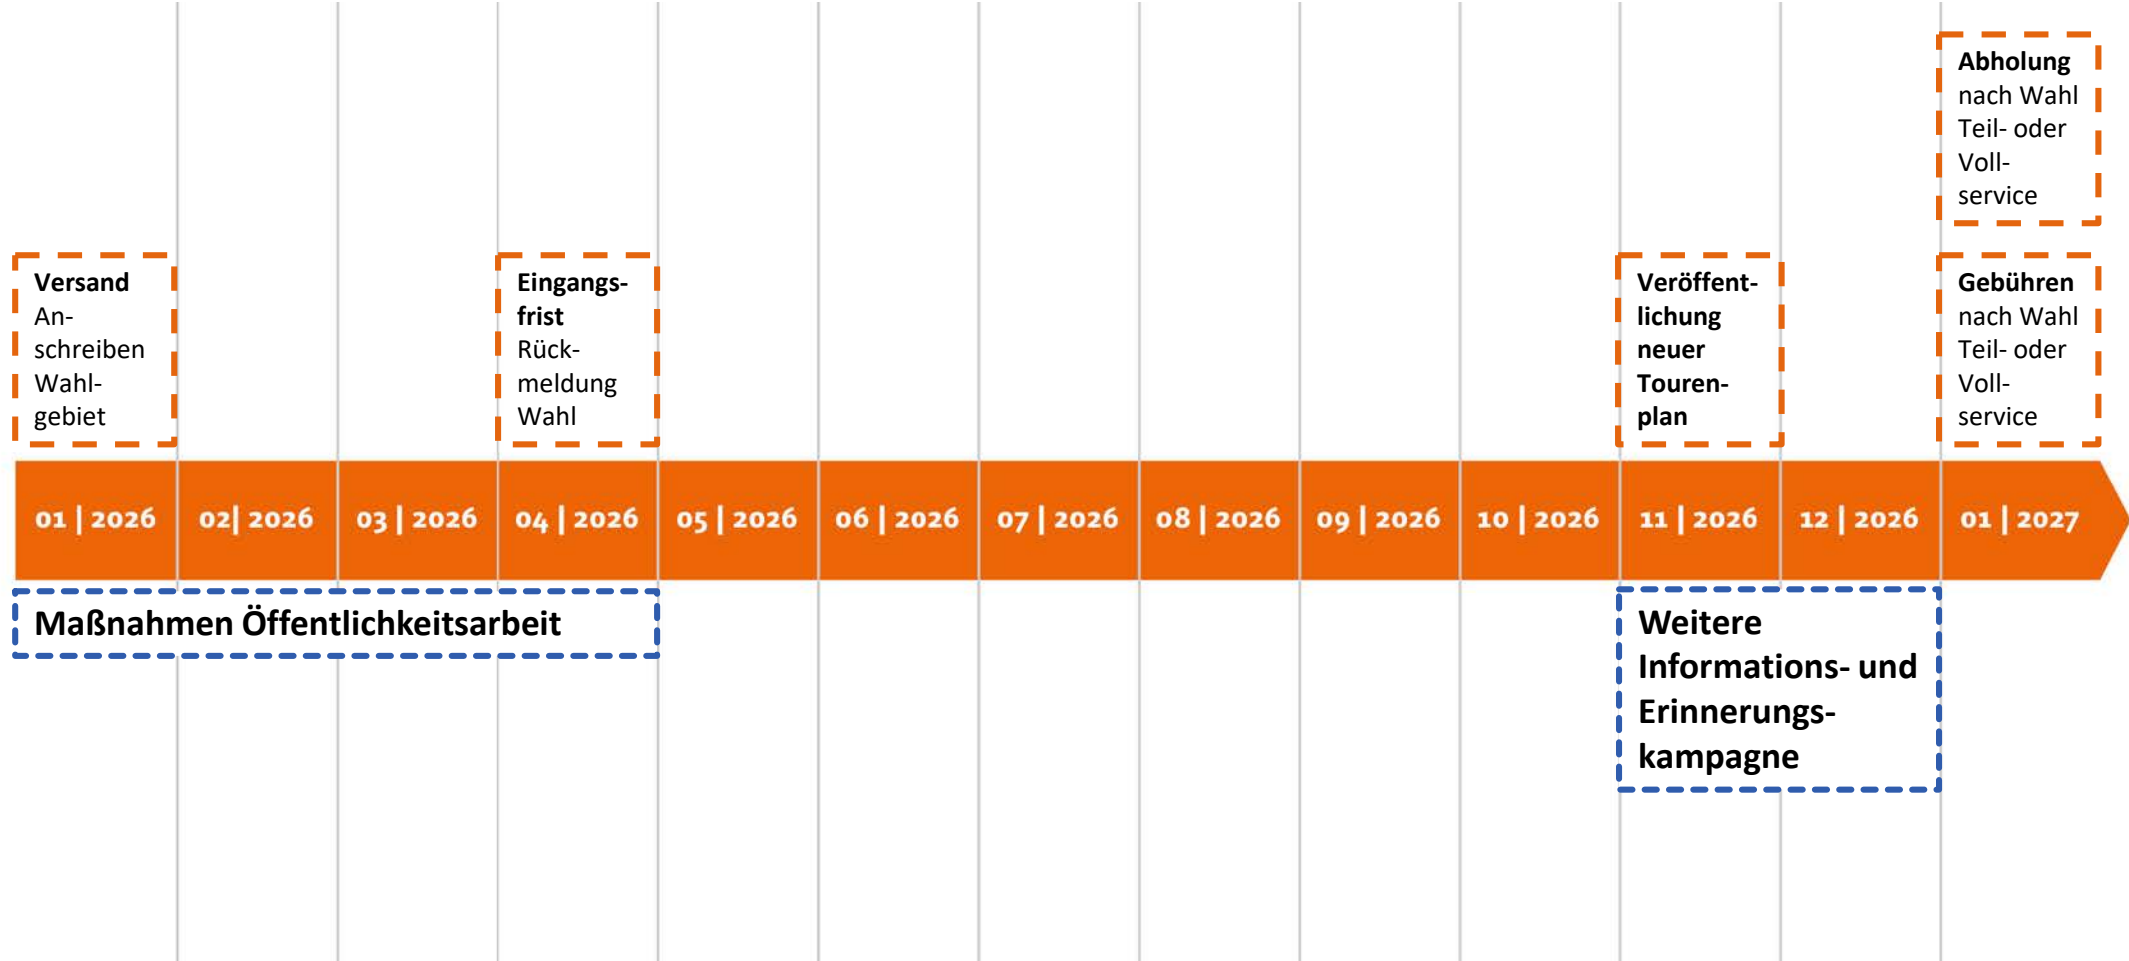 Abholung
nach Wahl
Teil- oder
Voll-
service
Versand
An-
schreiben
Wahl-
gebiet
Eingangs-
frist
Rück-
meldung
Wahl
Veröffent-
lichung
neuer
Touren-
plan
Gebühren
nach Wahl
Teil- oder
Voll-
service
01 | 2026
02| 2026
03 | 2026
04 | 2026
05 | 2026
06 | 2026
07 | 2026
08 | 2026
09 | 2026
10 | 2026
11 | 2026
12 | 2026
01 | 2027
Maßnahmen Öffentlichkeitsarbeit
Weitere
Informations- und
Erinnerungs-
kampagne